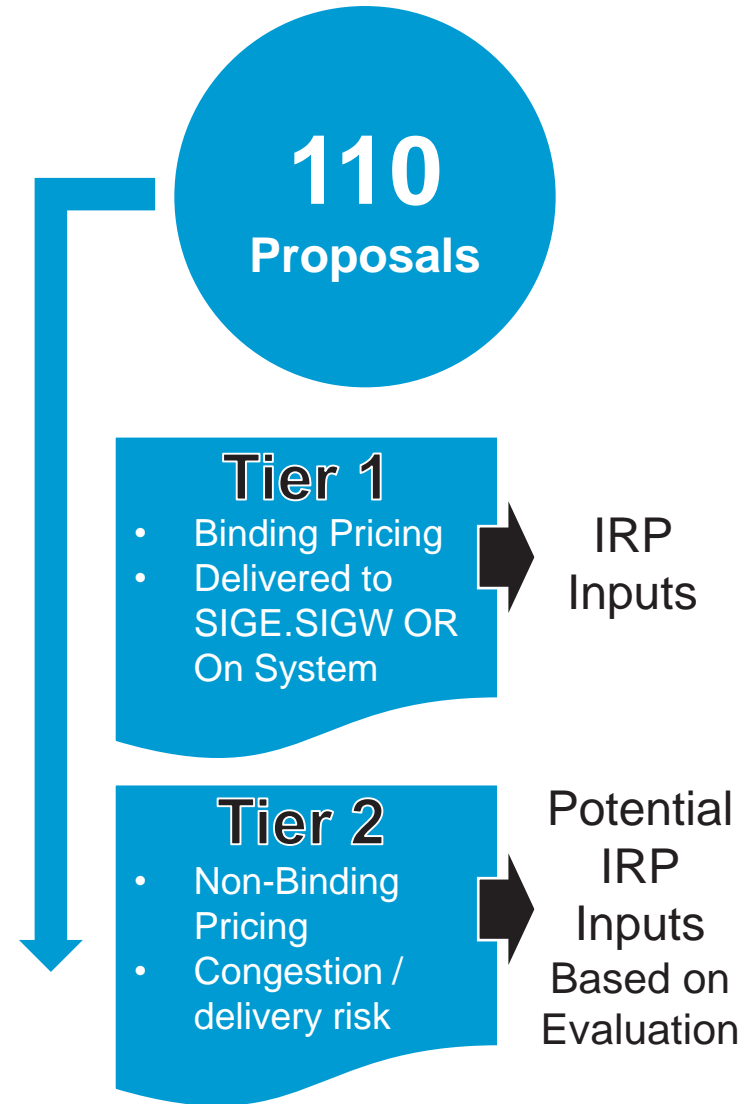 110
Proposals
Tier 1
• Binding Pricing
• Delivered to
SIGE.SIGW OR
On System
IRP
Inputs
Tier 2
• Non-Binding
Pricing
• Congestion /
delivery risk
Potential
IRP
Inputs
Based on
Evaluation